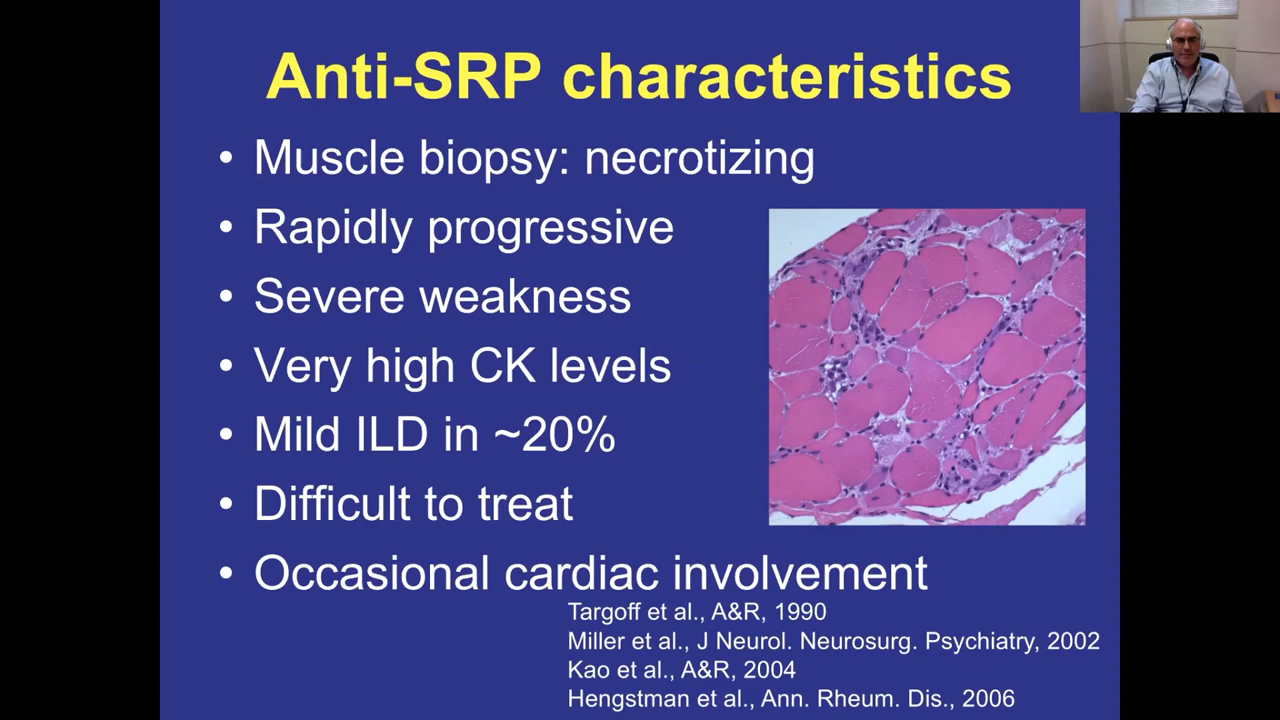 Anti-SRP characteristics
• Muscle biopsy: necrotizing
• Rapidly progressive
• Severe weakness
• Very high CK levels
• Mild ILD in ~20%
• Difficult to treat
• Occasional cardiac involvement
Targoff et al., A&R, 1990
Miller et al., J Neurol. Neurosurg. Psychiatry, 2002
Kao et al., A&R, 2004
Hengstman et al., Ann. Rheum. Dis., 2006